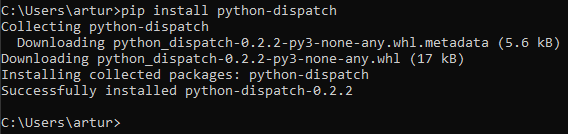 C:\Users\artur>pip install python-dispatch
Collecting python-dispatch
  Downloading python_dispatch-0.2.2-py3-none-any.whl.metadata (5.6 kB)
Downloading python_dispatch-0.2.2-py3-none-any.whl (17 kB)
Installing collected packages: python-dispatch
Successfully installed python-dispatch-0.2.2
C:\Users\artur>